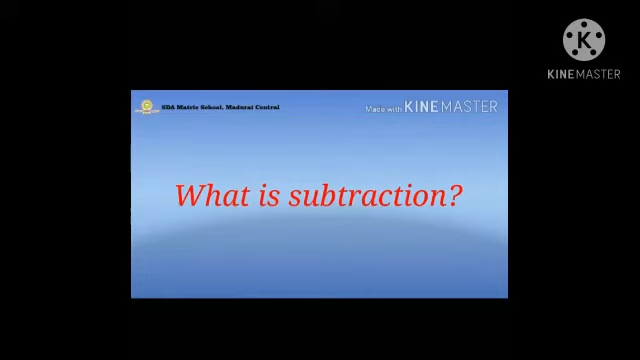 KINEMASTER
SDA Matric School, Madurai Central
Made with KINEMASTER
What is subtraction?